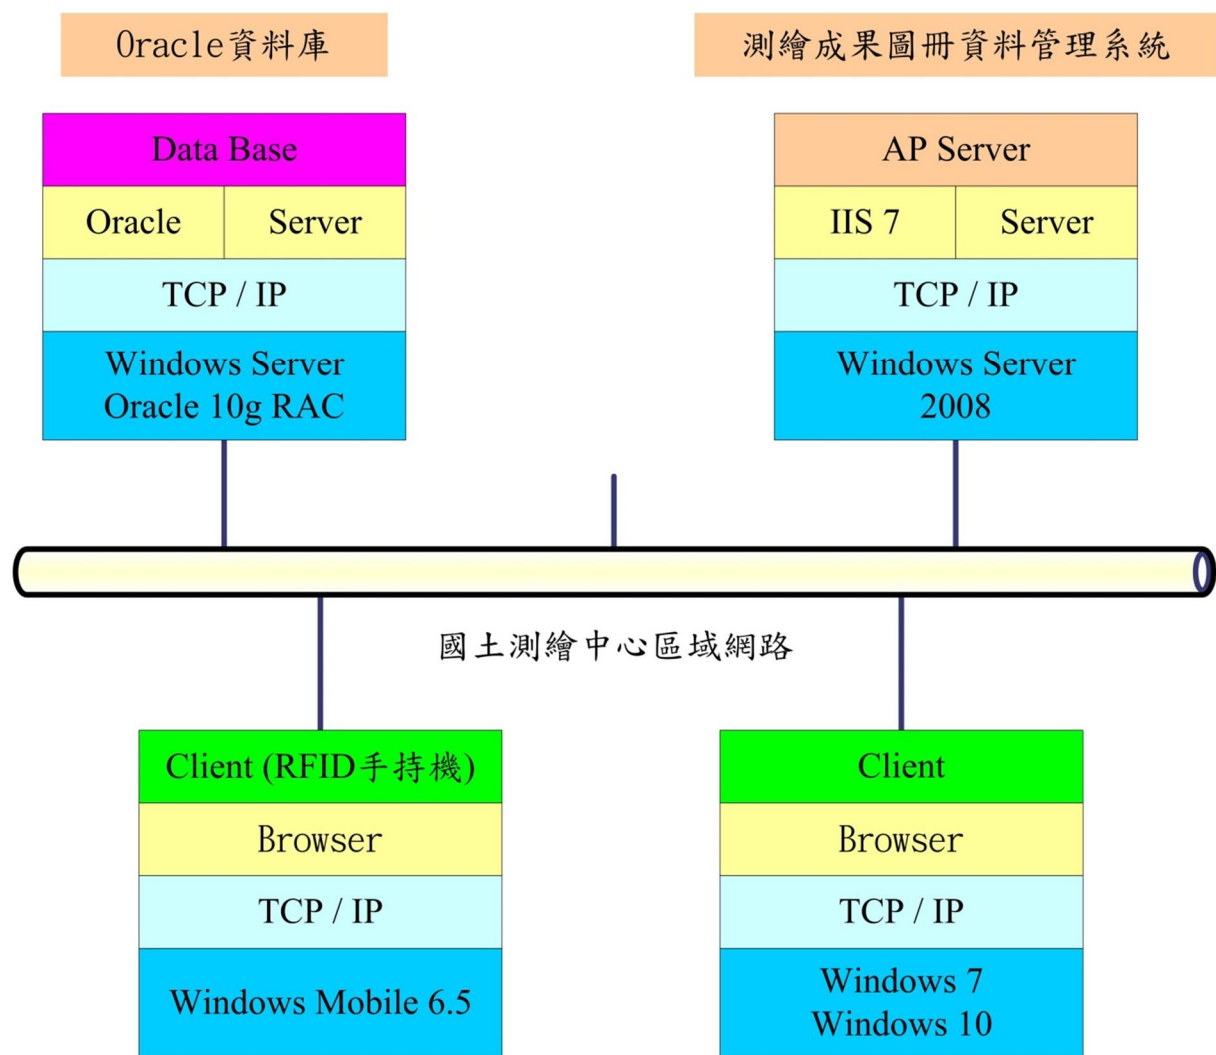 Oracle資料庫
測繪成果圖冊資料管理系統
Data Base
Oracle
Server
TCP / IP
Windows Server
Oracle 10g RAC
AP Server
IIS 7
Server
TCP / IP
Windows Server
2008
國土測繪中心區域網路
Client (RFID手持機)
Browser
TCP / IP
Windows Mobile 6.5
Client
Browser
TCP / IP
Windows 7
Windows 10